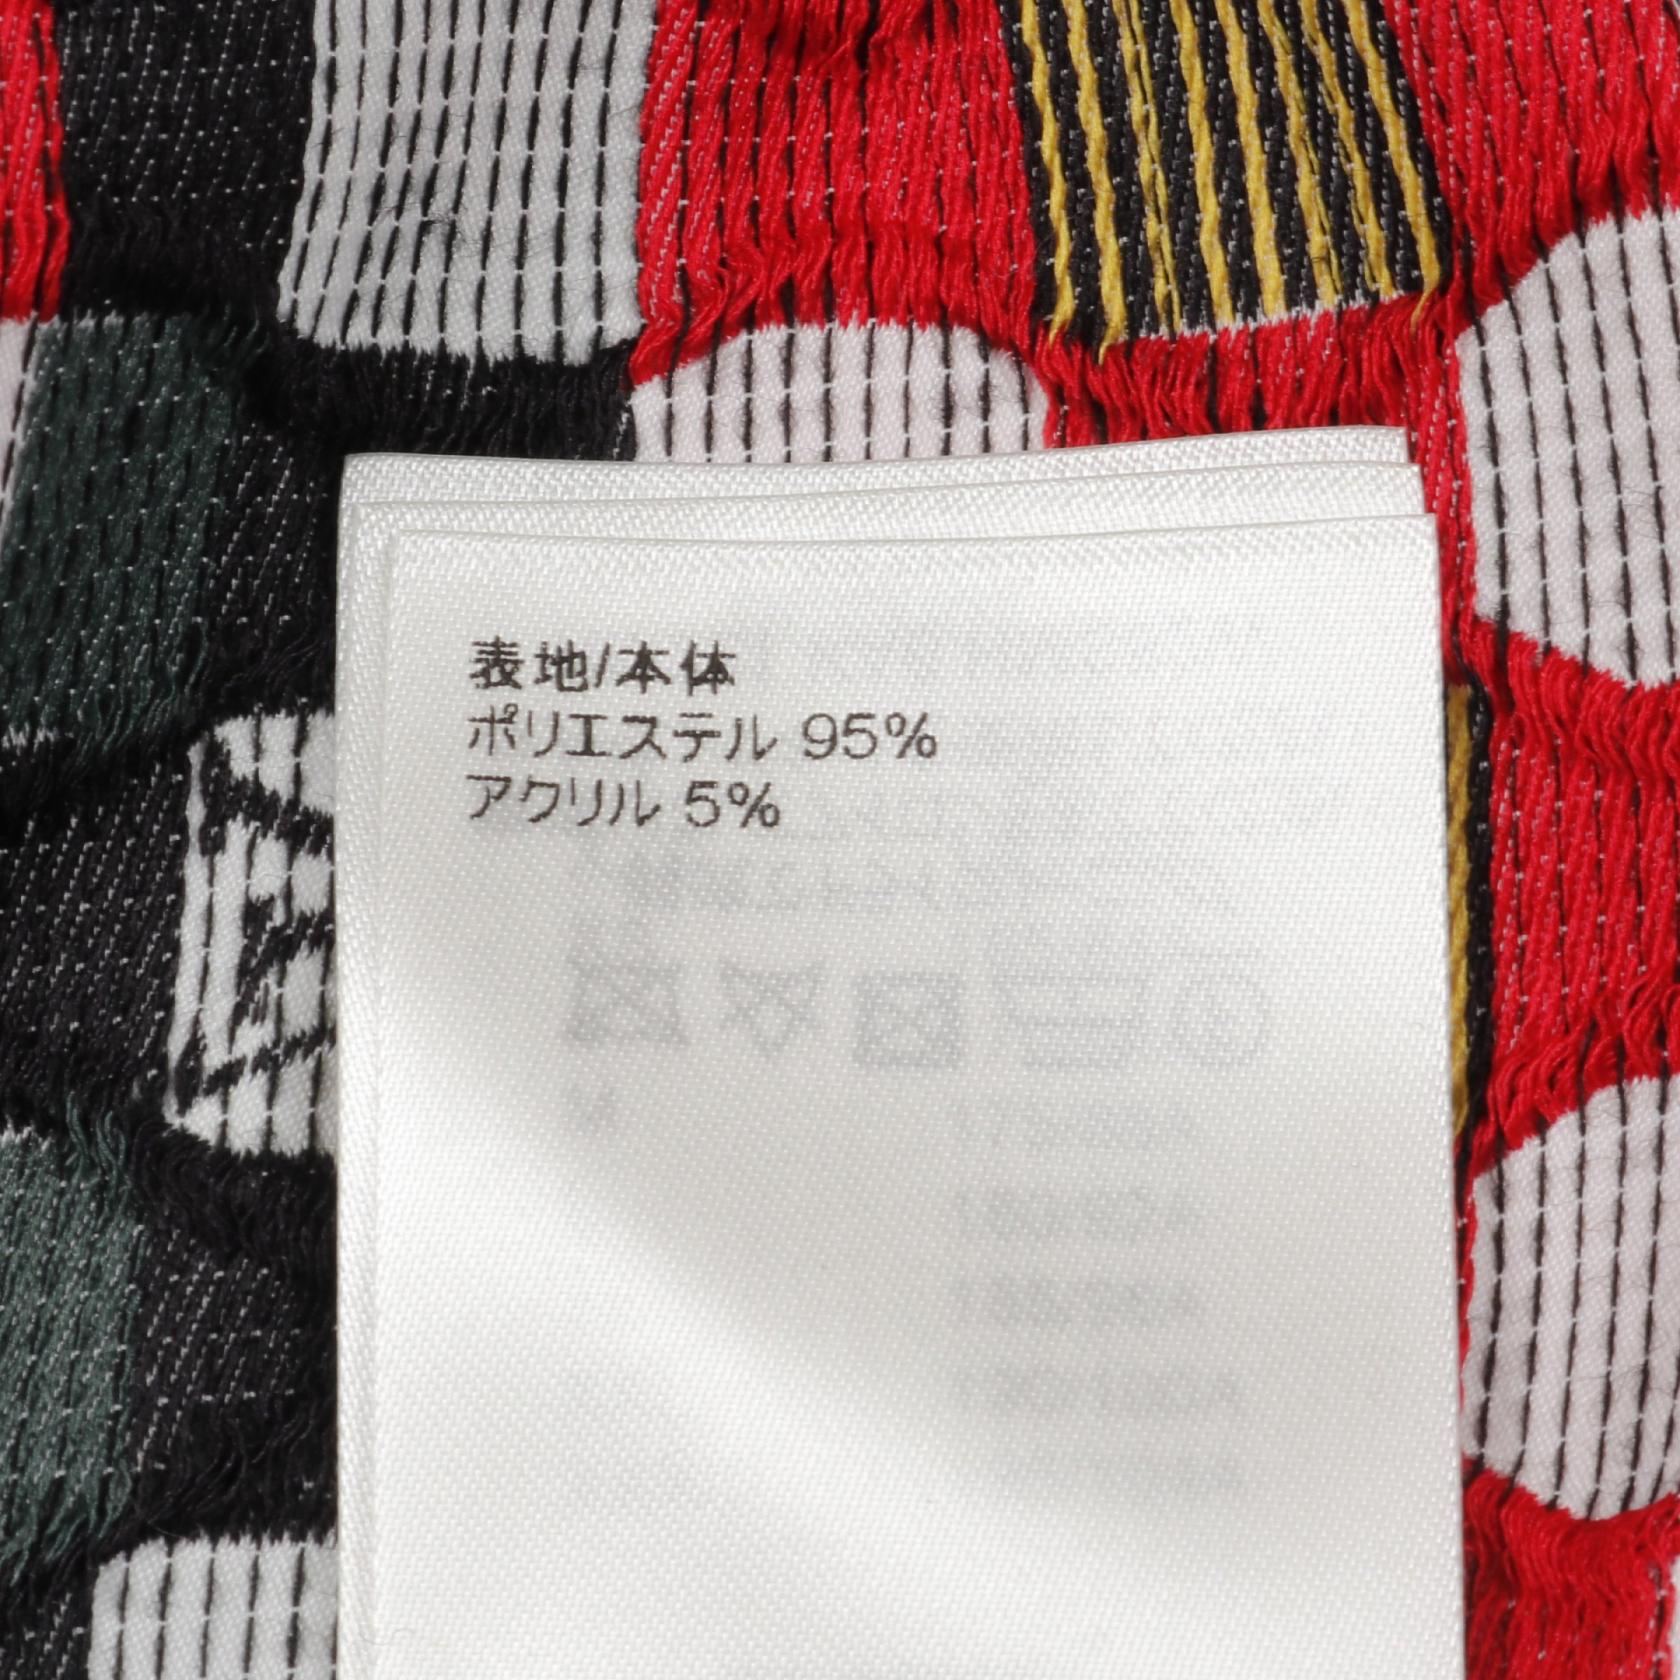 表地/本体
ポリエステル 95%
アクリル 5%